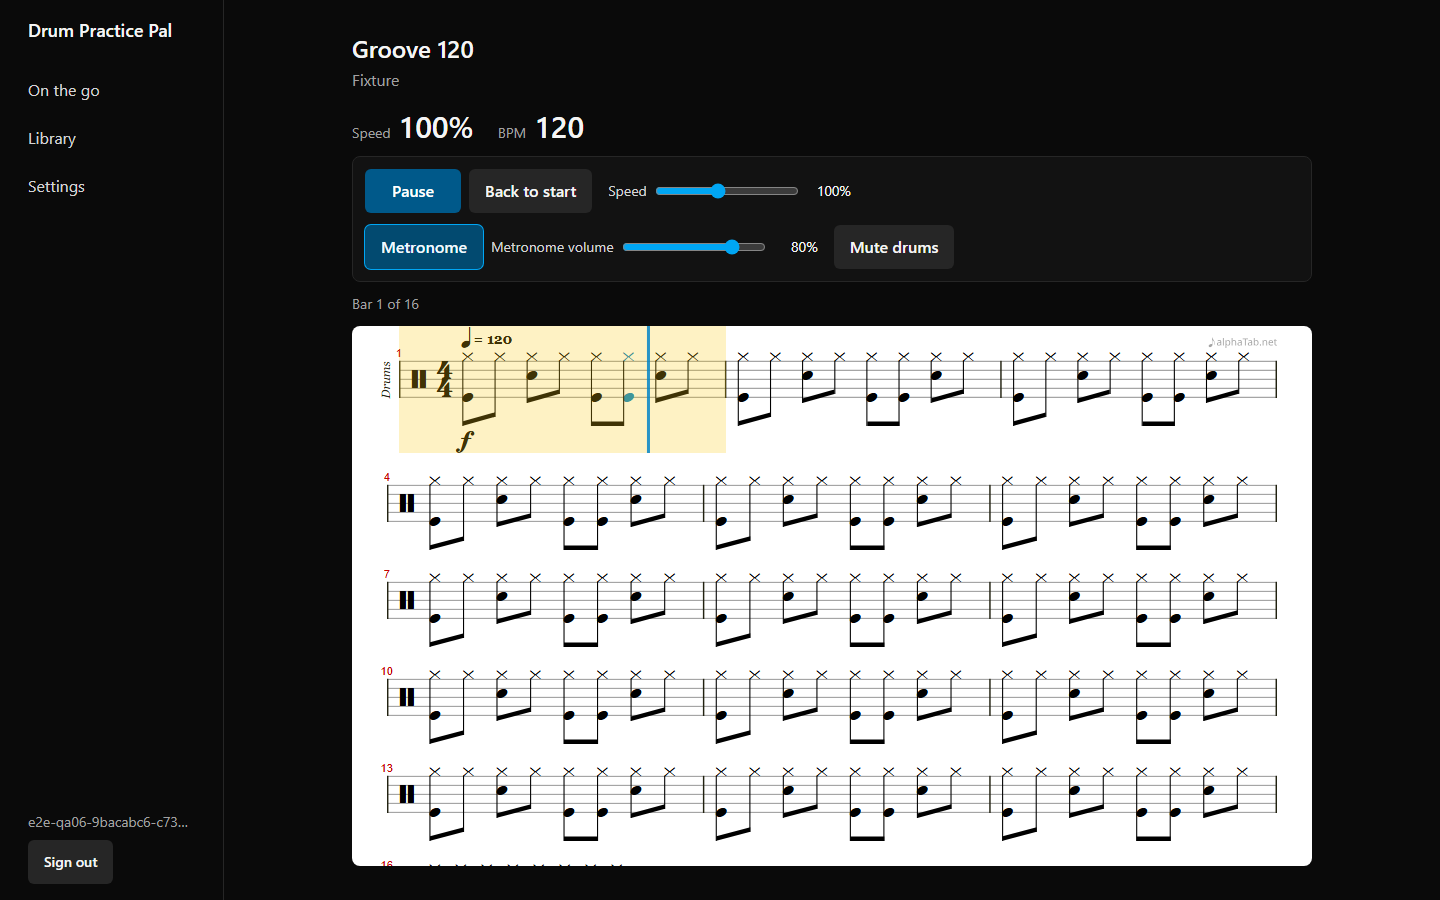 Drum Practice Pal
On the go
Library
Settings
e2e-qa06-9bacabc6-c73...
Sign out
Groove 120
Fixture
Speed 100% BPM 120
Pause Back to start Speed 100%
Metronome Metronome volume 80% Mute drums
Bar 1 of 16
= 120
alphaTab.net
1
Drums
4
4
f
4
7
10
13
16